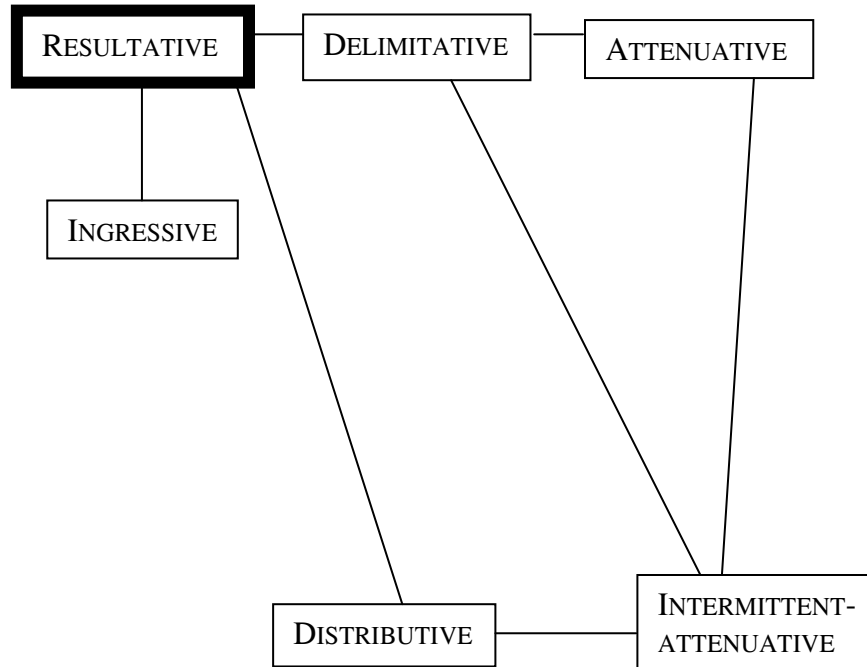 RESULTATIVE
DELIMITATIVE
ATTENUATIVE
INGRESSIVE
DISTRIBUTIVE
INTERMITTENT-
ATTENUATIVE